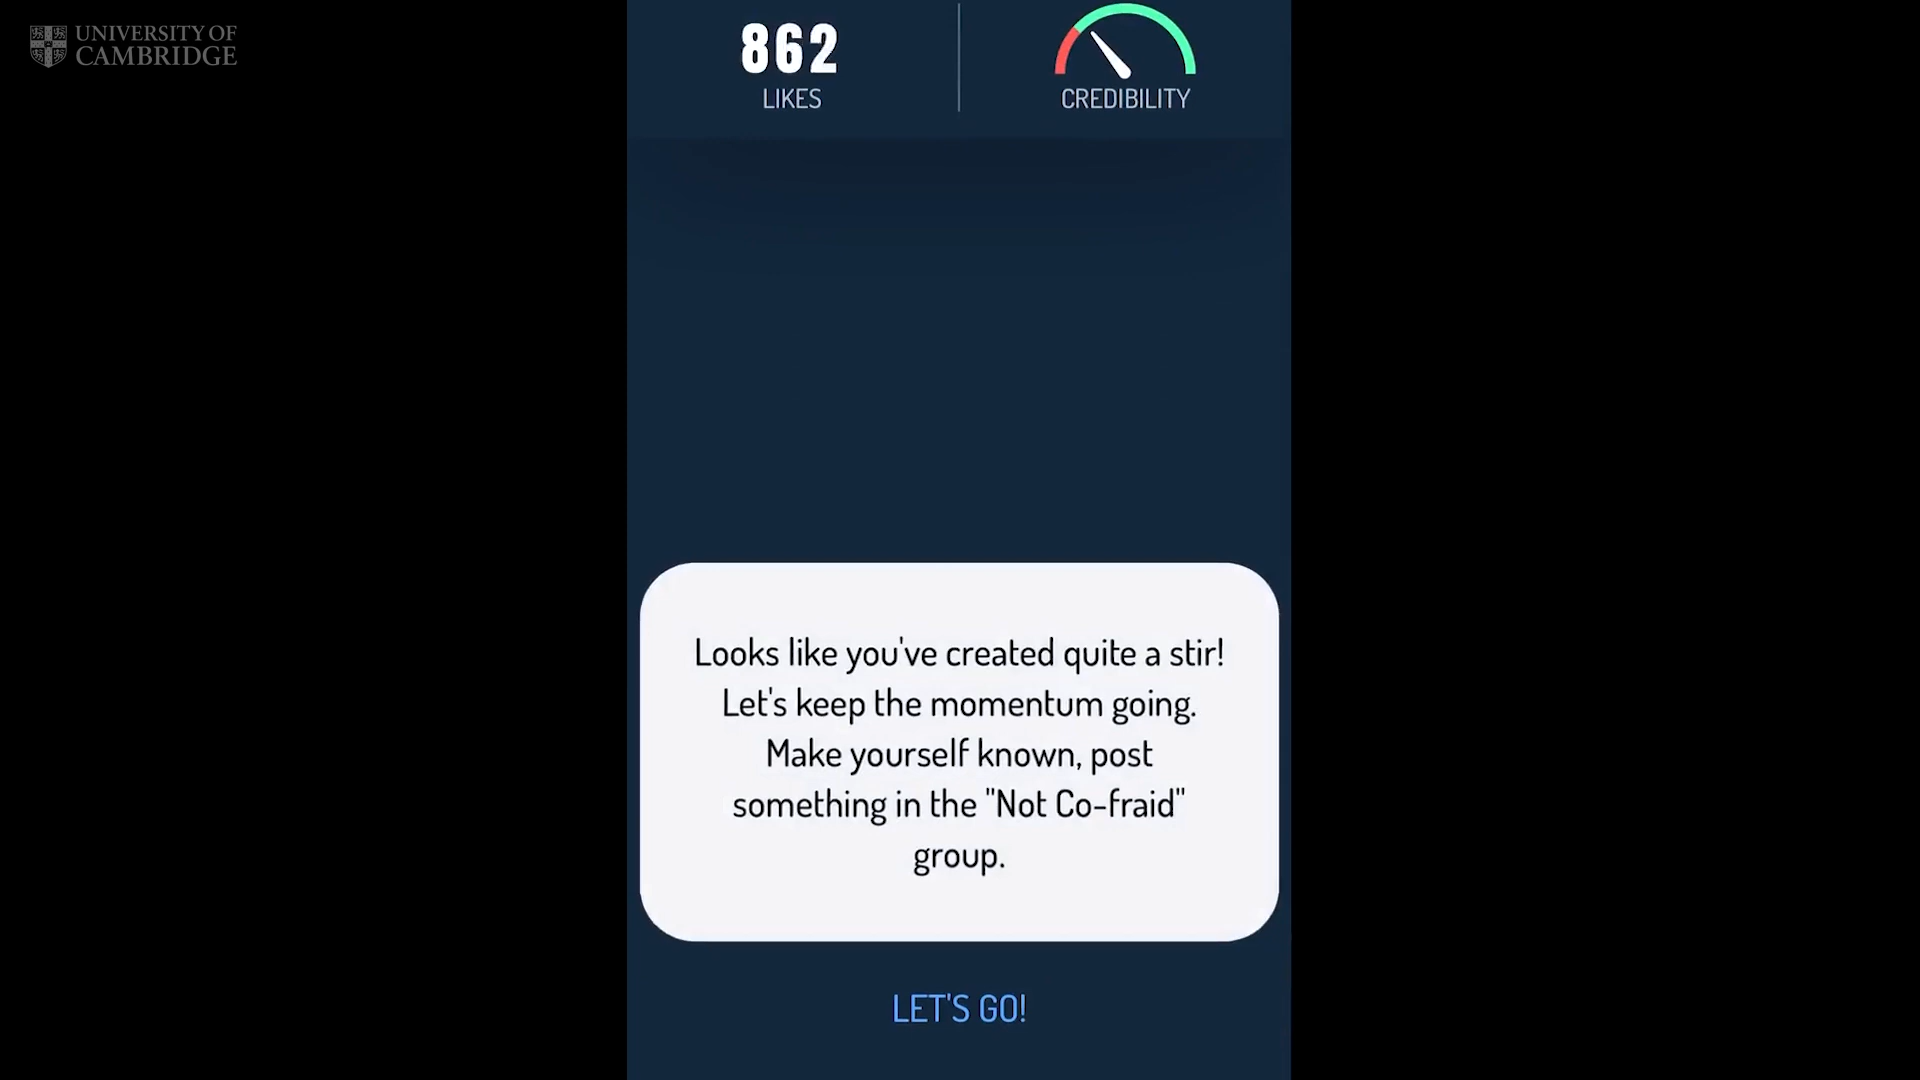 UNIVERSITY OF
CAMBRIDGE
862
LIKES
CREDIBILITY
Looks like you've created quite a stir!
Let's keep the momentum going.
Make yourself known, post
something in the "Not Co-fraid"
group.
LET'S GO!